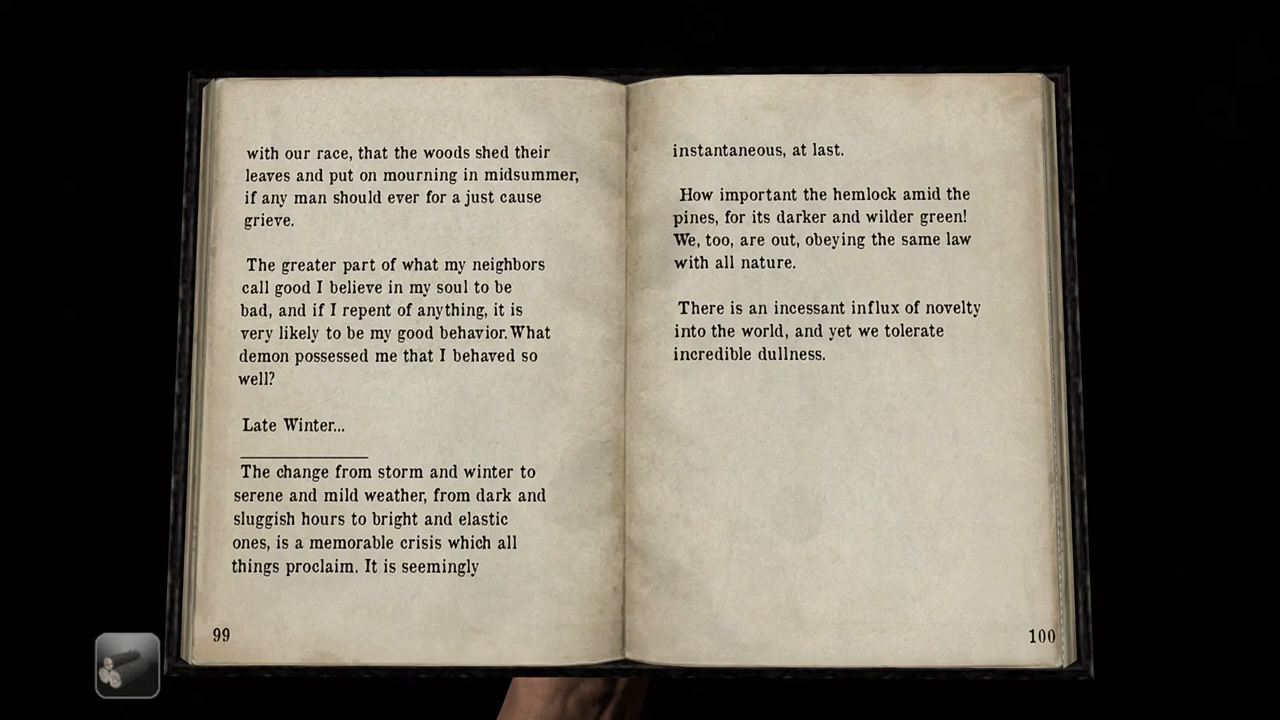 with our race, that the woods shed their
leaves and put on mourning in midsummer,
if any man should ever for a just cause
grieve.
The greater part of what my neighbors
call good I believe in my soul to be
bad, and if I repent of anything, it is
very likely to be my good behavior. What
demon possessed me that I behaved so
well?
Late Winter...
The change from storm and winter to
serene and mild weather, from dark and
sluggish hours to bright and elastic
ones, is a memorable crisis which all
things proclaim. It is seemingly
99
instantaneous, at last.
How important the hemlock amid the
pines, for its darker and wilder green!
We, too, are out, obeying the same law
with all nature.
There is an incessant influx of novelty
into the world, and yet we tolerate
incredible dullness.
100